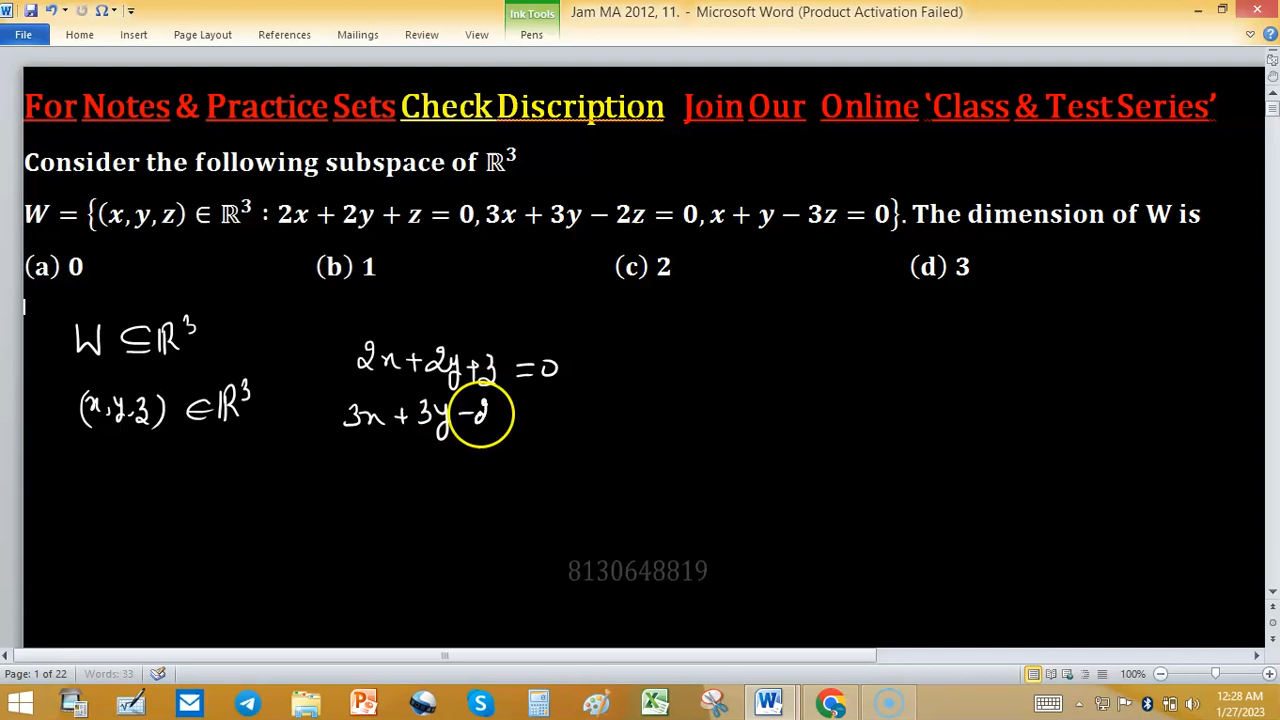 Ink Tools
Jam MA 2012, 11. - Microsoft Word (Product Activation Failed)
File Home Insert Page Layout References Mailings Review View Pens
For Notes & Practice Sets Check Discription Join Our Online 'Class & Test Series'
Consider the following subspace of ℝ³
W = {(x, y, z) ∈ ℝ³ : 2x + 2y + z = 0, 3x + 3y − 2z = 0, x + y − 3z = 0}. The dimension of W is
(a) 0 (b) 1 (c) 2 (d) 3
W ⊆ ℝ³
2x + 2y + z = 0
(x, y, z) ∈ ℝ³
3x + 3y − 2
8130648819
Page: 1 of 22 Words: 33 100%
12:28 AM
1/27/2023